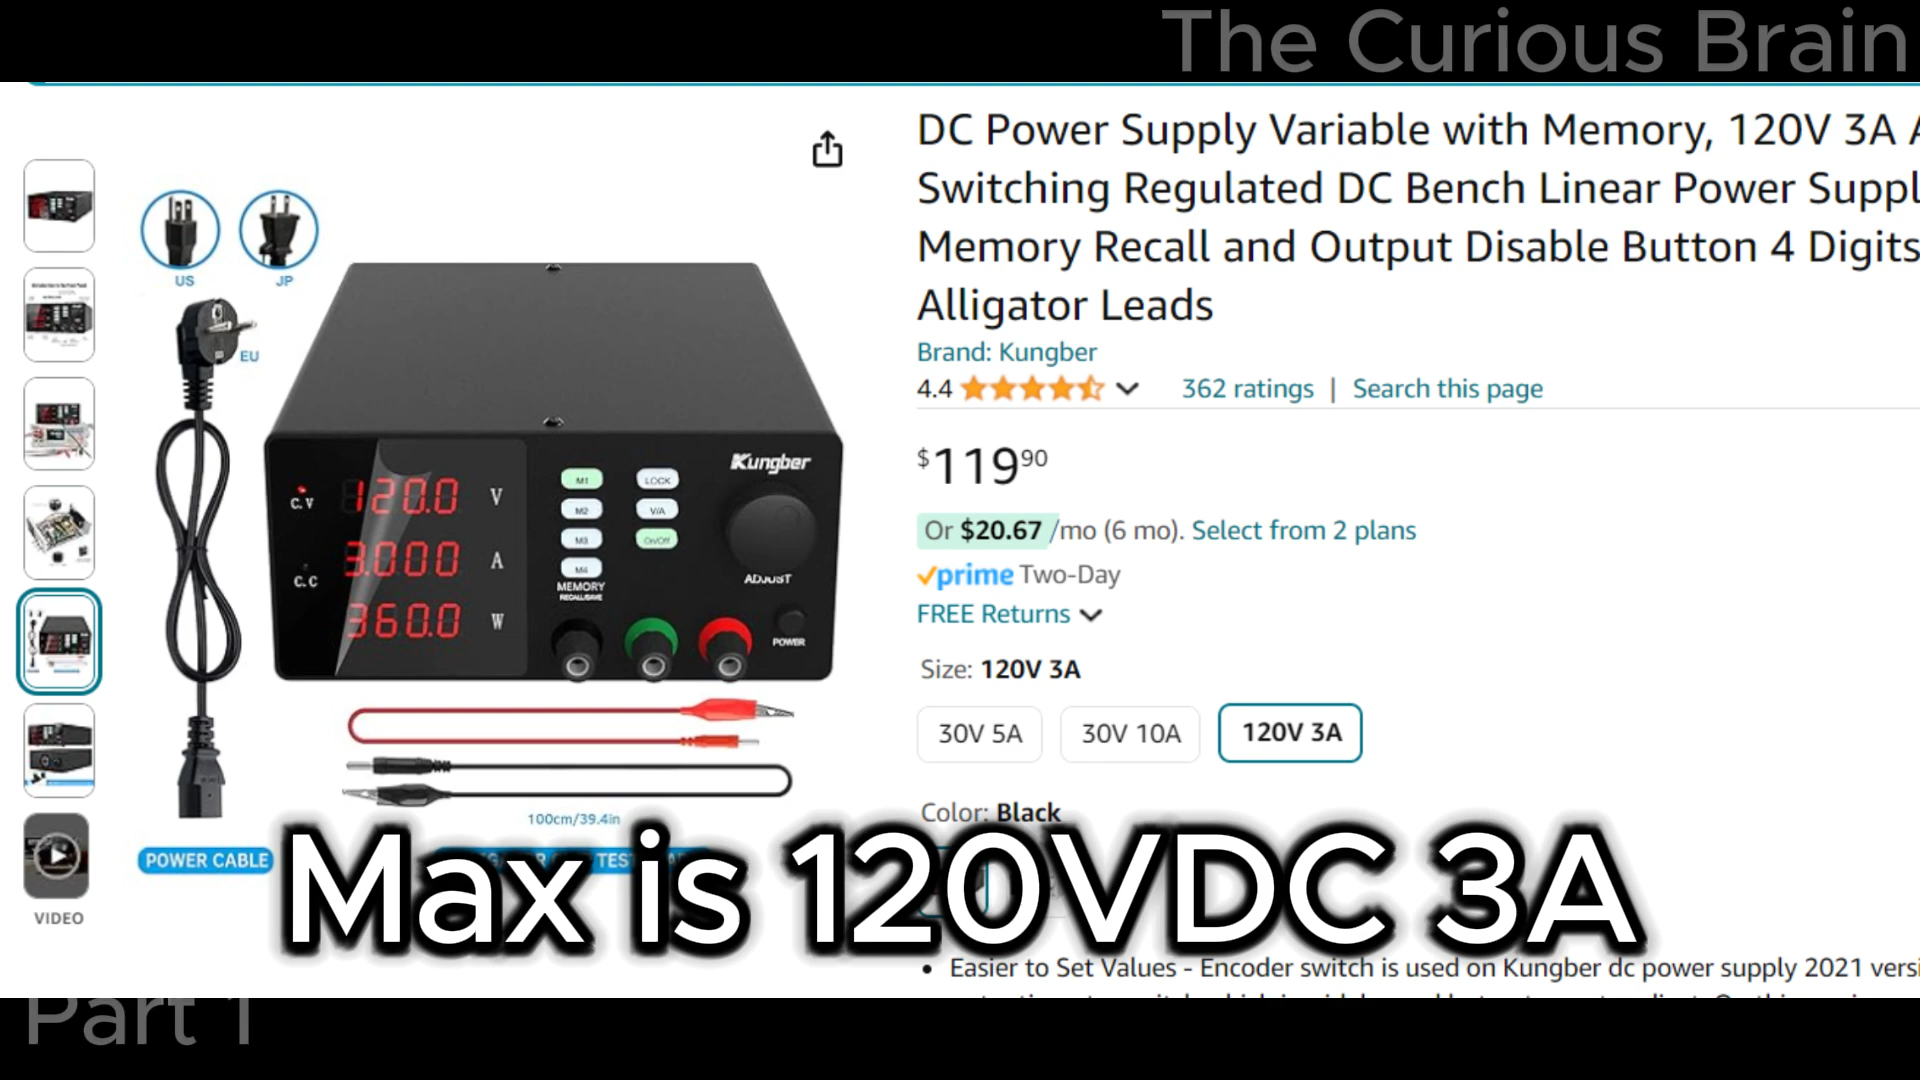 The Curious Brain
DC Power Supply Variable with Memory, 120V 3A
Switching Regulated DC Bench Linear Power Suppl
Memory Recall and Output Disable Button 4 Digits
Alligator Leads
Brand: Kungber
4.4
362 ratings | Search this page
$119.90
Or $20.67 /mo (6 mo). Select from 2 plans
prime Two-Day
FREE Returns
Size: 120V 3A
30V 5A
30V 10A
120V 3A
Color: Black
US
JP
EU
Kungber
C.V
120.0 V
C.C
3.000 A
360.0 W
M1
M2
M3
M4
MEMORY
RECALL/SAVE
LOCK
V/A
On/Off
ADJUST
POWER
100cm/39.4in
POWER CABLE
VIDEO
Max is 120VDC 3A
• Easier to Set Values - Encoder switch is used on Kungber dc power supply 2021 versi
Part 1